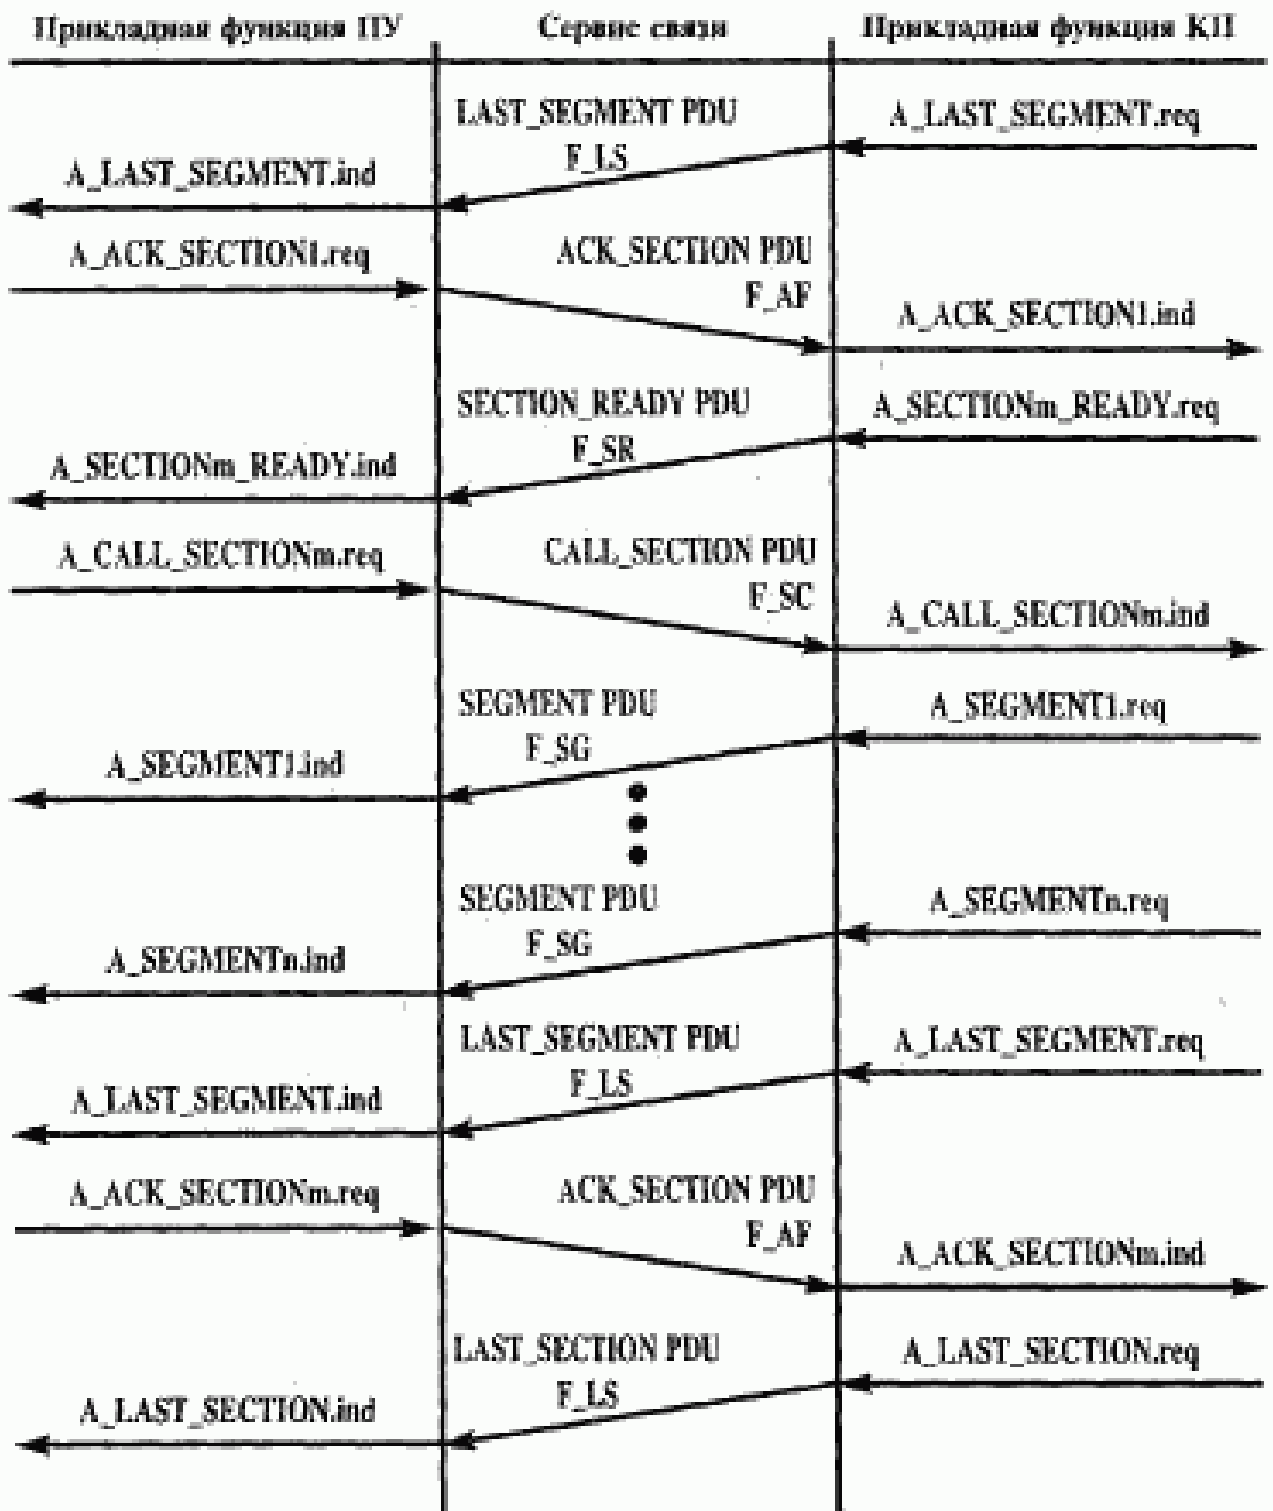 Прикладная функция ПУ
Сервис связи
Прикладная функция КП
LAST_SEGMENT PDU
A_LAST_SEGMENT.req
F_LS
A_LAST_SEGMENT.ind
A_ACK_SECTION1.req
ACK_SECTION PDU
F_AF
A_ACK_SECTION1.ind
SECTION_READY PDU
A_SECTIONm_READY.req
F_SR
A_SECTIONm_READY.ind
A_CALL_SECTIONm.req
CALL_SECTION PDU
F_SC
A_CALL_SECTIONm.ind
SEGMENT PDU
A_SEGMENT1.req
F_SG
A_SEGMENT1.ind
SEGMENT PDU
A_SEGMENTn.req
F_SG
A_SEGMENTn.ind
LAST_SEGMENT PDU
A_LAST_SEGMENT.req
F_LS
A_LAST_SEGMENT.ind
A_ACK_SECTIONm.req
ACK_SECTION PDU
F_AF
A_ACK_SECTIONm.ind
LAST_SECTION PDU
A_LAST_SECTION.req
F_LS
A_LAST_SECTION.ind